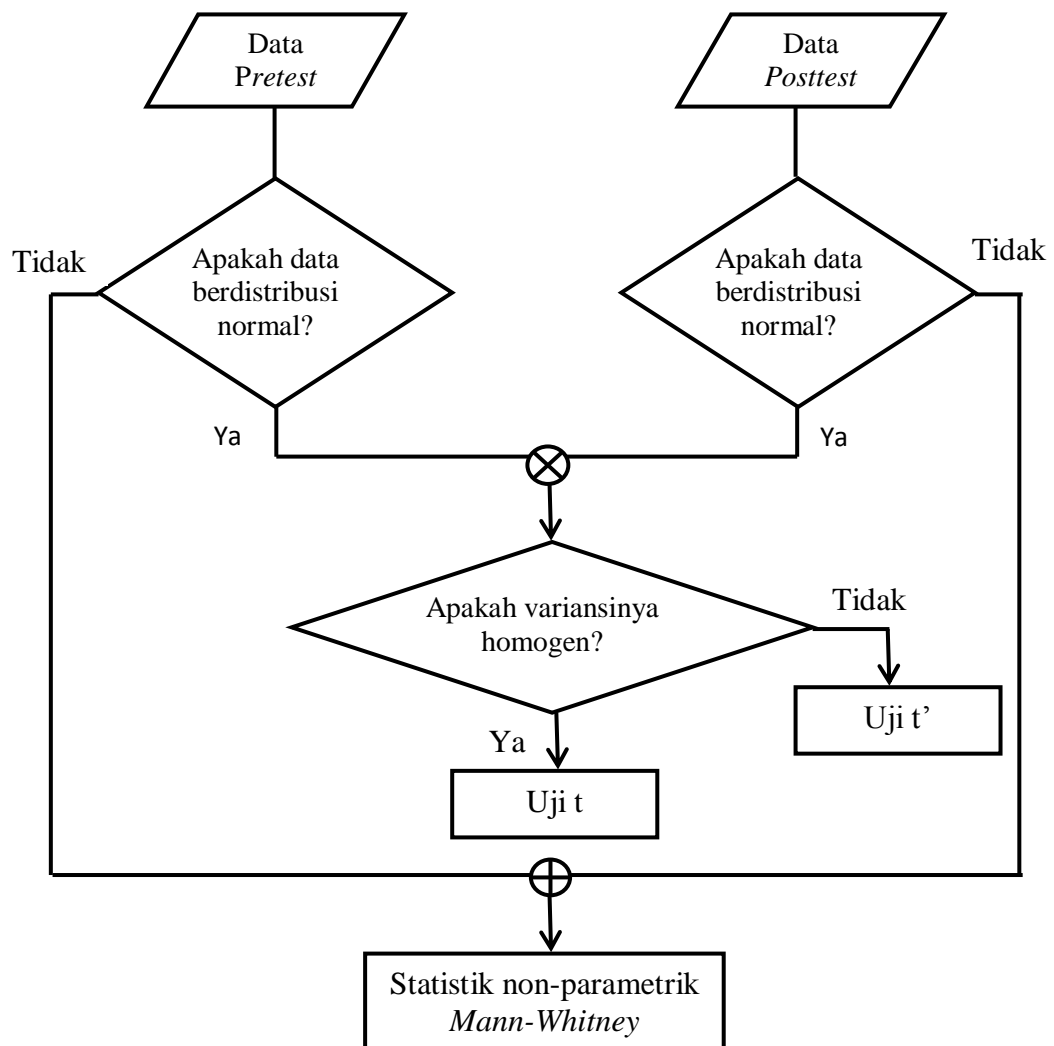 Data
Pretest
Data
Posttest
Tidak
Apakah data
berdistribusi
normal?
Apakah data
berdistribusi
normal?
Tidak
Ya
Ya
Apakah variansinya
homogen?
Tidak
Uji t’
Ya
Uji t
Statistik non-parametrik
Mann-Whitney